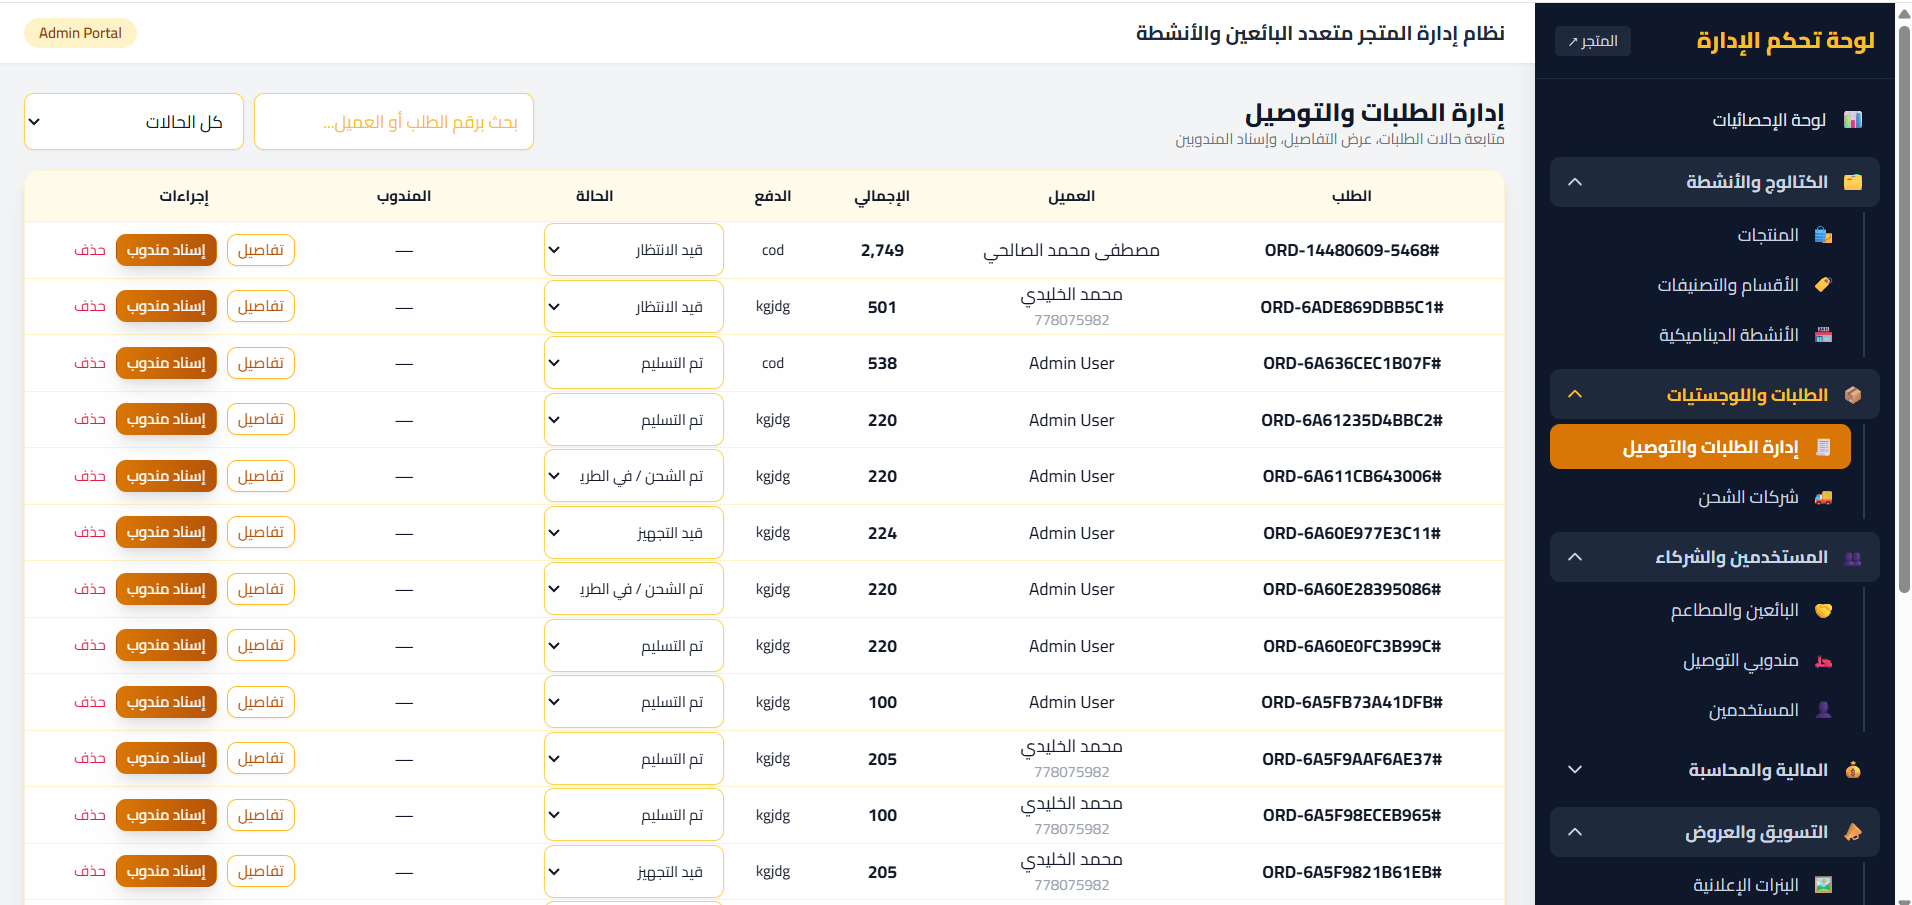 لوحة تحكم الإدارة
المتجر ↗
لوحة الإحصائيات
الكتالوج والأنشطة
المنتجات
الأقسام والتصنيفات
الأنشطة الديناميكية
الطلبات واللوجستيات
إدارة الطلبات والتوصيل
شركات الشحن
المستخدمين والشركاء
البائعين والمطاعم
مندوبي التوصيل
المستخدمين
المالية والمحاسبة
التسويق والعروض
البنرات الإعلانية
نظام إدارة المتجر متعدد البائعين والأنشطة
Admin Portal
إدارة الطلبات والتوصيل
متابعة حالات الطلبات، عرض التفاصيل، وإسناد المندوبين
بحث برقم الطلب أو العميل...
كل الحالات
الطلب العميل الإجمالي الدفع الحالة المندوب إجراءات
ORD-14480609-5468# مصطفى محمد الصالحي 2,749 cod قيد الانتظار — تفاصيل إسناد مندوب حذف
ORD-6ADE869DBB5C1# محمد الخليدي 501 kgjdg قيد الانتظار — تفاصيل إسناد مندوب حذف
778075982
ORD-6A636CEC1B07F# Admin User 538 cod تم التسليم — تفاصيل إسناد مندوب حذف
ORD-6A61235D4BBC2# Admin User 220 kgjdg تم التسليم — تفاصيل إسناد مندوب حذف
ORD-6A611CB643006# Admin User 220 kgjdg تم الشحن / في الطري — تفاصيل إسناد مندوب حذف
ORD-6A60E977E3C11# Admin User 224 kgjdg قيد التجهيز — تفاصيل إسناد مندوب حذف
ORD-6A60E28395086# Admin User 220 kgjdg تم الشحن / في الطري — تفاصيل إسناد مندوب حذف
ORD-6A60E0FC3B99C# Admin User 220 kgjdg تم التسليم — تفاصيل إسناد مندوب حذف
ORD-6A5FB73A41DFB# Admin User 100 kgjdg تم التسليم — تفاصيل إسناد مندوب حذف
ORD-6A5F9AAF6AE37# محمد الخليدي 205 kgjdg تم التسليم — تفاصيل إسناد مندوب حذف
778075982
ORD-6A5F98ECEB965# محمد الخليدي 100 kgjdg تم التسليم — تفاصيل إسناد مندوب حذف
778075982
ORD-6A5F9821B61EB# محمد الخليدي 205 kgjdg قيد التجهيز — تفاصيل إسناد مندوب حذف
778075982